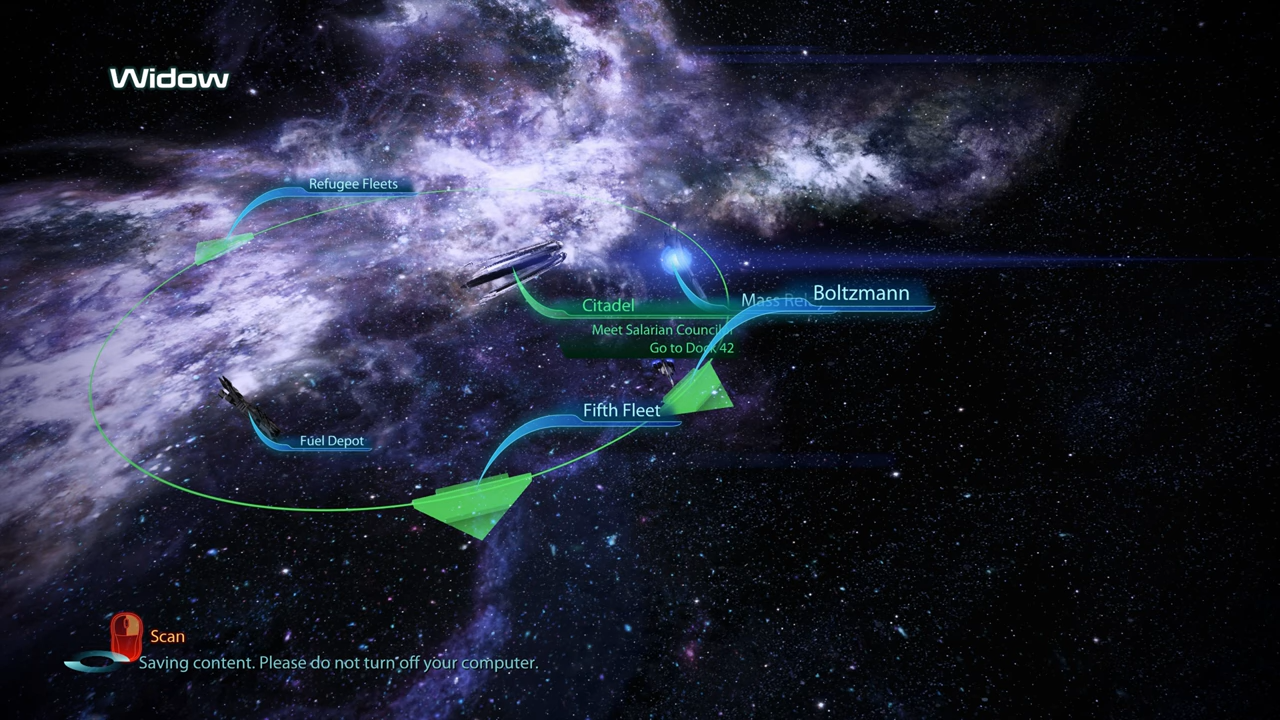 Widow
Refugee Fleets
Mass Rel
Boltzmann
Citadel
Meet Salarian Councilor
Go to Dock 42
Fifth Fleet
Fuel Depot
Scan
Saving content. Please do not turn off your computer.